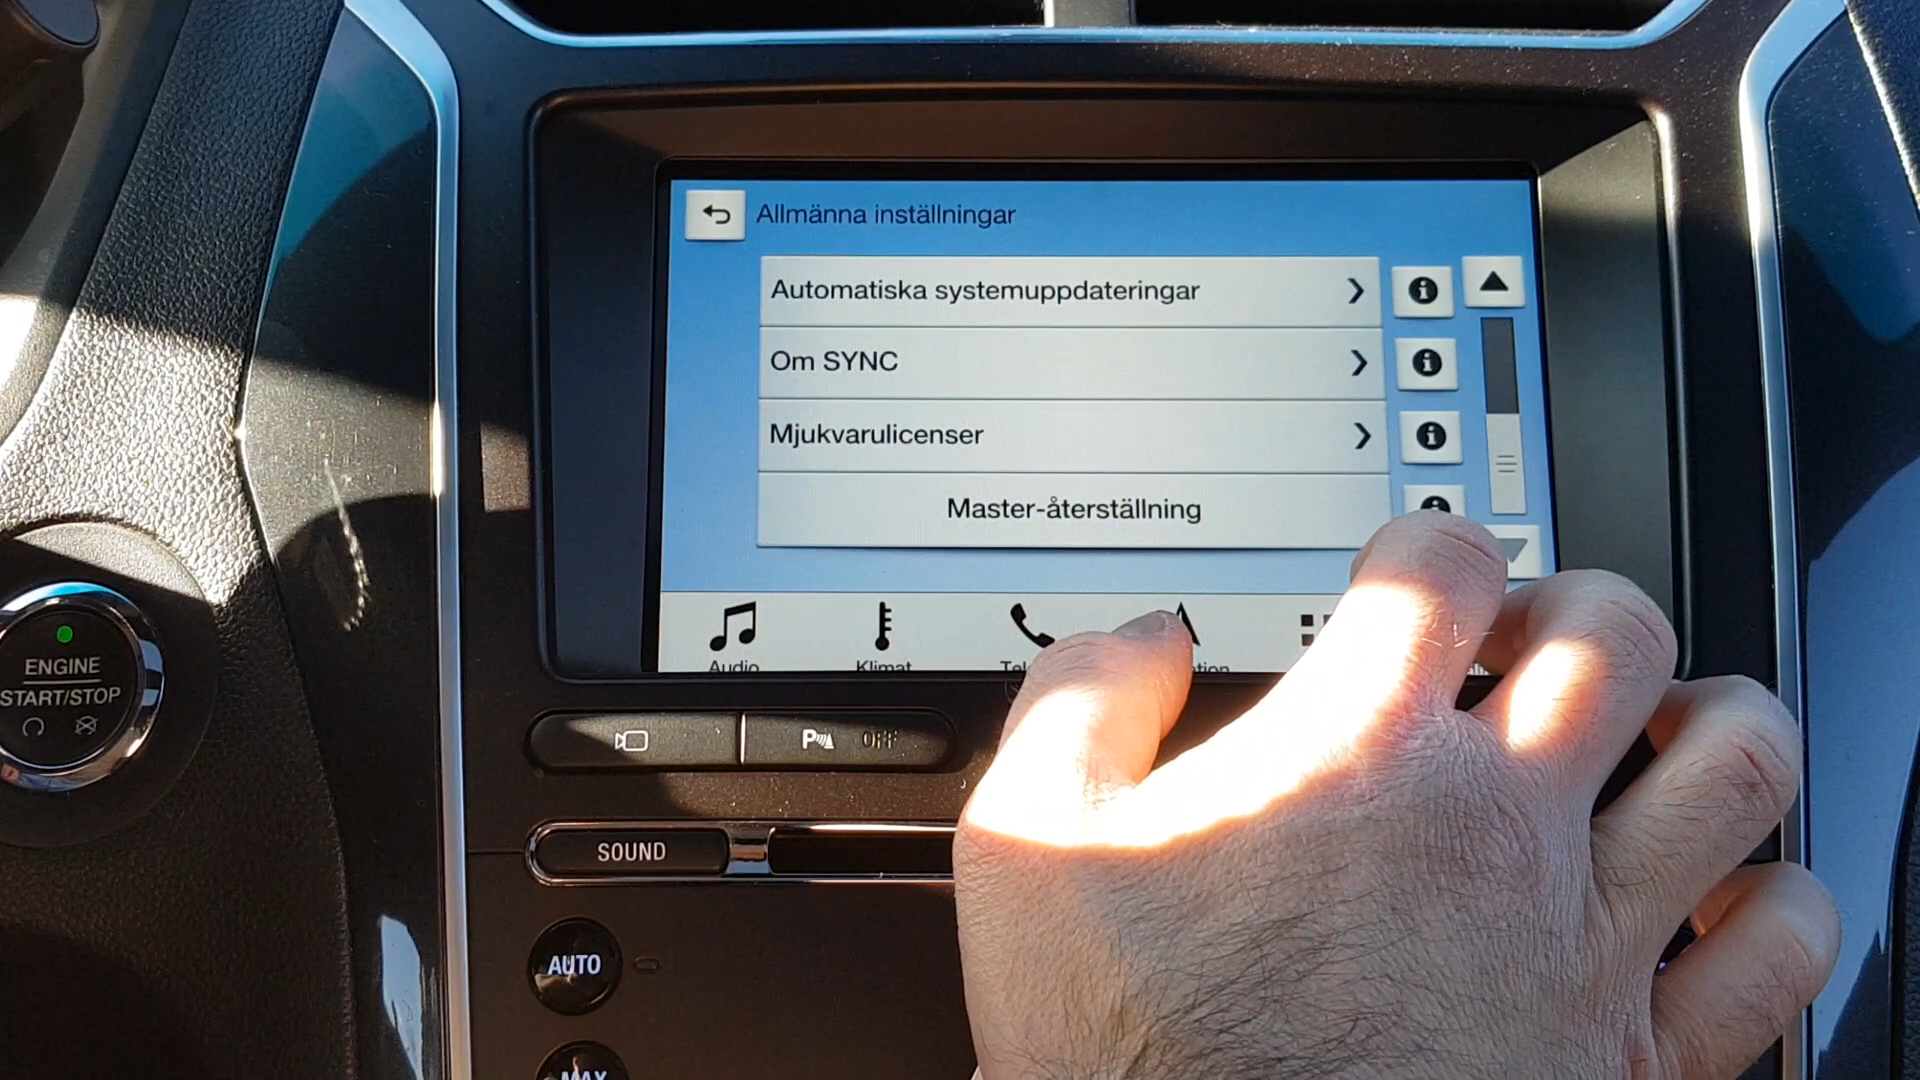 Allmänna inställningar
Automatiska systemuppdateringar
Om SYNC
Mjukvarulicenser
Master-återställning
Audio
Klimat
ENGINE
START/STOP
P OFF
SOUND
AUTO
MAX